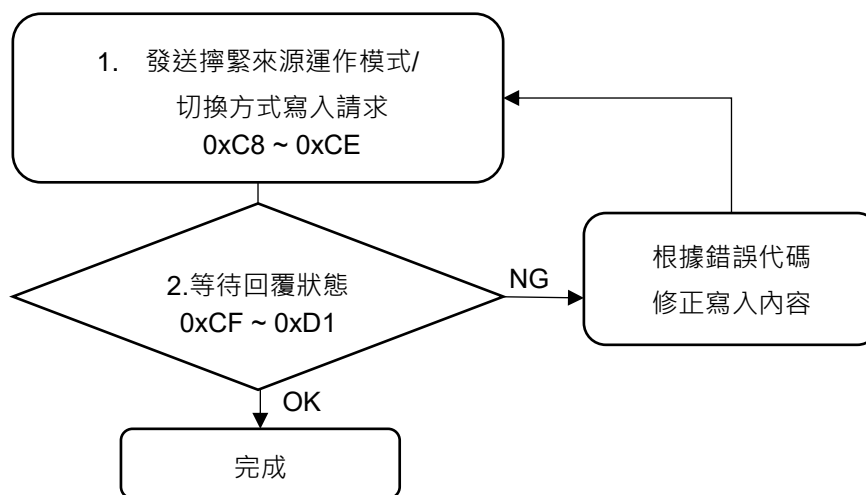 1. 發送擰緊來源運作模式/
切換方式寫入請求
0xC8 ~ 0xCE
2.等待回覆狀態
0xCF ~ 0xD1
NG
根據錯誤代碼
修正寫入內容
OK
完成